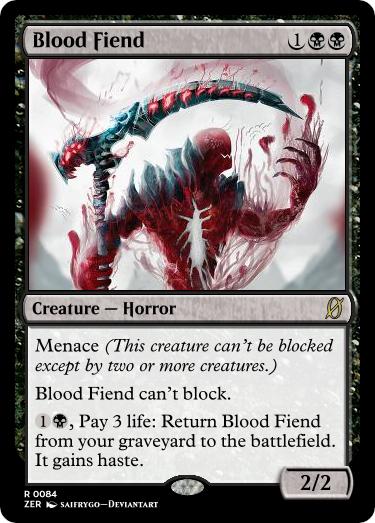 Blood Fiend 1
Creature — Horror
Menace (This creature can't be blocked
except by two or more creatures.)
Blood Fiend can't block.
1, Pay 3 life: Return Blood Fiend
from your graveyard to the battlefield.
It gains haste.
2/2
R 0084
ZER SAIFRYGO—DEVIANTART